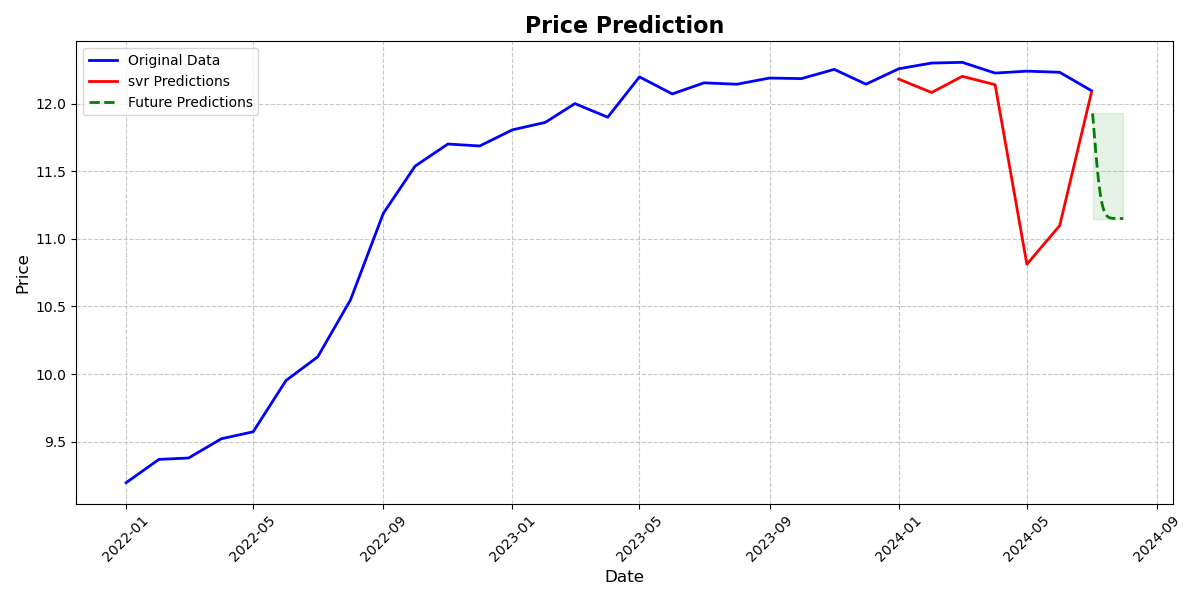 Price Prediction
Original Data
svr Predictions
Future Predictions
Price
12.0
11.5
11.0
10.5
10.0
9.5
2022-01
2022-05
2022-09
2023-01
2023-05
2023-09
2024-01
2024-05
2024-09
Date